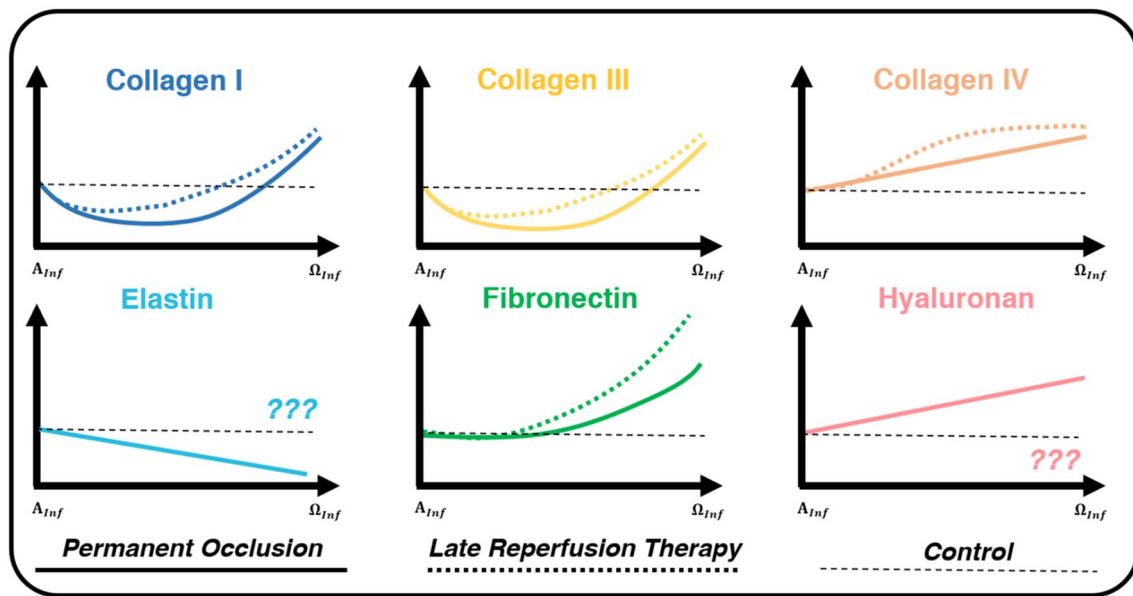 Collagen I
Collagen III
Collagen IV
A_Inf
Ω_Inf
A_Inf
Ω_Inf
A_Inf
Ω_Inf
Elastin
Fibronectin
Hyaluronan
???
???
A_Inf
Ω_Inf
A_Inf
Ω_Inf
A_Inf
Ω_Inf
Permanent Occlusion
Late Reperfusion Therapy
Control